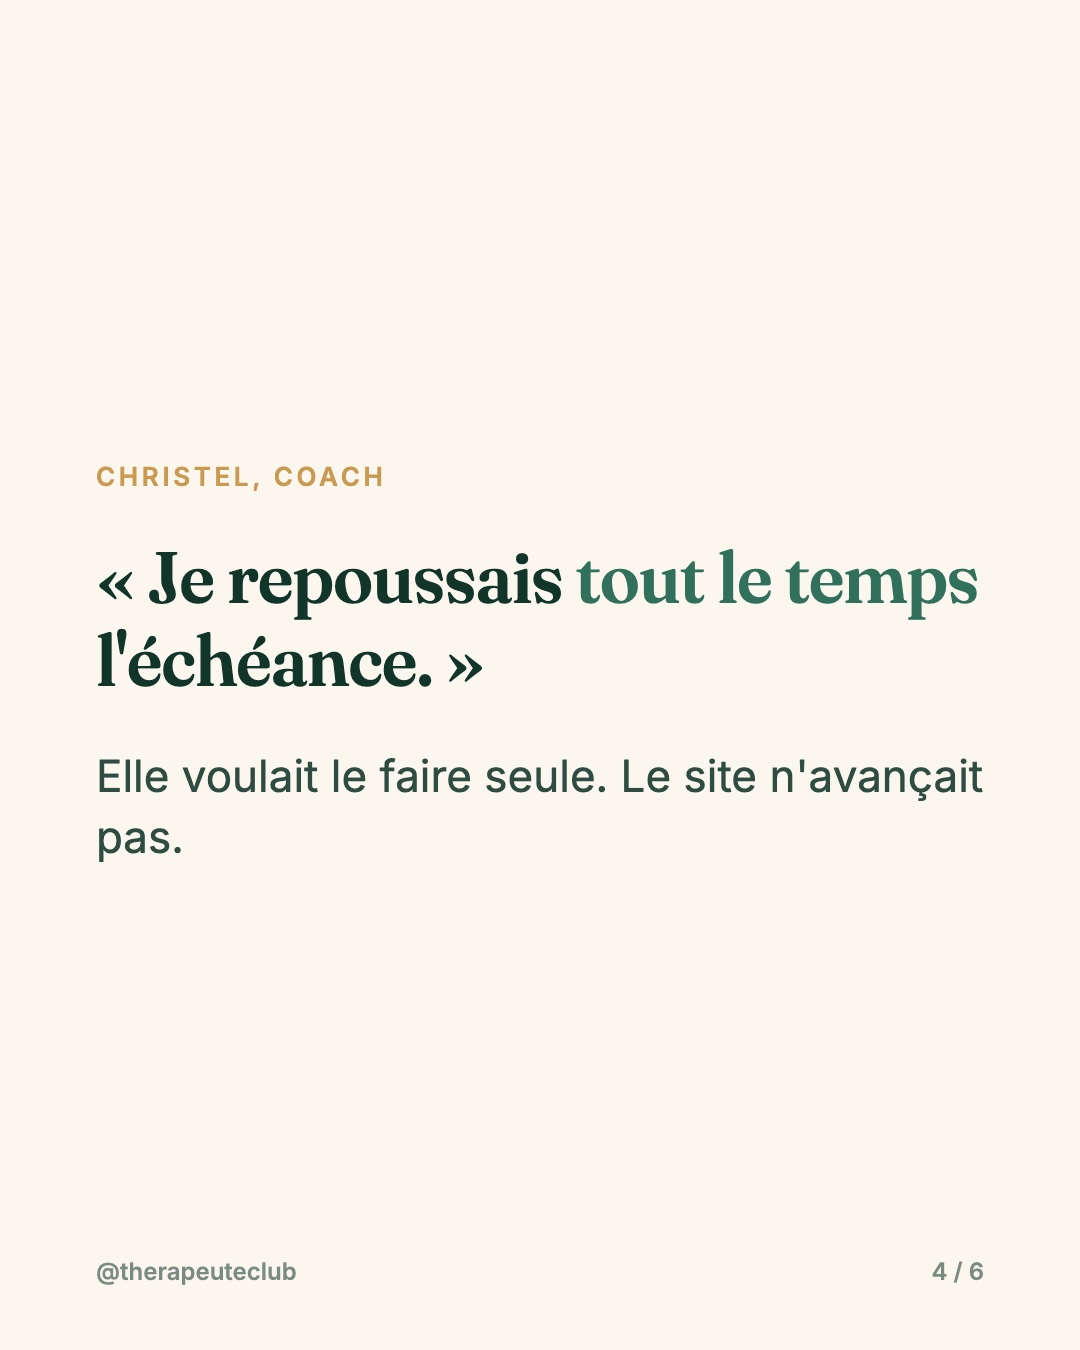 CHRISTEL, COACH
« Je repoussais tout le temps
l'échéance. »
Elle voulait le faire seule. Le site n'avançait
pas.
@therapeuteclub
4 / 6